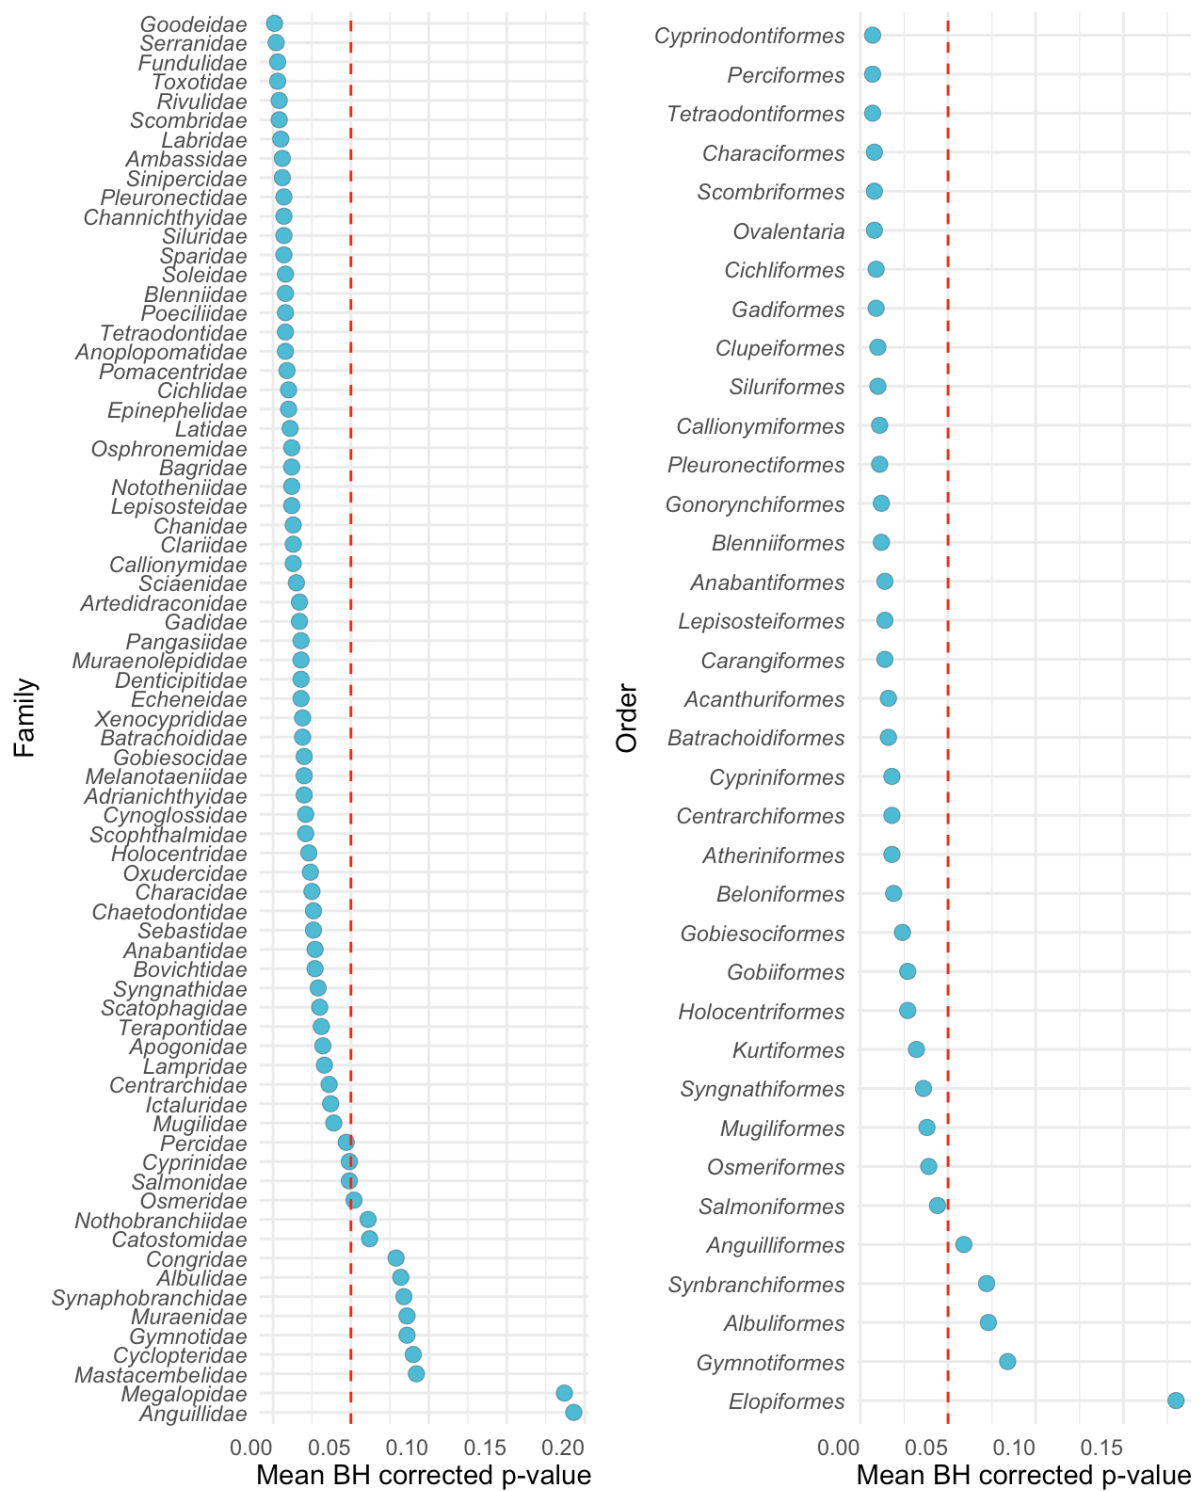 Family
Goodeidae
Serranidae
Fundulidae
Toxotidae
Rivulidae
Scombridae
Labridae
Ambassidae
Sinipercidae
Pleuronectidae
Channichthyidae
Siluridae
Sparidae
Soleidae
Blenniidae
Poeciliidae
Tetraodontidae
Anoplopomatidae
Pomacentridae
Cichlidae
Epinephelidae
Latidae
Osphronemidae
Bagridae
Nototheniidae
Lepisosteidae
Chanidae
Clariidae
Callionymidae
Sciaenidae
Artedidraconidae
Gadidae
Pangasiidae
Muraenolepididae
Denticipitidae
Echeneidae
Xenocyprididae
Batrachoididae
Gobiesocidae
Melanotaeniidae
Adrianichthyidae
Cynoglossidae
Scophthalmidae
Holocentridae
Oxudercidae
Characidae
Chaetodontidae
Sebastidae
Anabantidae
Bovichtidae
Syngnathidae
Scatophagidae
Terapontidae
Apogonidae
Lampridae
Centrarchidae
Ictaluridae
Mugilidae
Percidae
Cyprinidae
Salmonidae
Osmeridae
Nothobranchiidae
Catostomidae
Congridae
Albulidae
Synaphobranchidae
Muraenidae
Gymnotidae
Cyclopteridae
Mastacembelidae
Megalopidae
Anguillidae
0.00 0.05 0.10 0.15 0.20
Mean BH corrected p-value
Order
Cyprinodontiformes
Perciformes
Tetraodontiformes
Characiformes
Scombriformes
Ovalentaria
Cichliformes
Gadiformes
Clupeiformes
Siluriformes
Callionymiformes
Pleuronectiformes
Gonorynchiformes
Blenniiformes
Anabantiformes
Lepisosteiformes
Carangiformes
Acanthuriformes
Batrachoidiformes
Cypriniformes
Centrarchiformes
Atheriniformes
Beloniformes
Gobiesociformes
Gobiiformes
Holocentriformes
Kurtiformes
Syngnathiformes
Mugiliformes
Osmeriformes
Salmoniformes
Anguilliformes
Synbranchiformes
Albuliformes
Gymnotiformes
Elopiformes
0.00 0.05 0.10 0.15
Mean BH corrected p-value